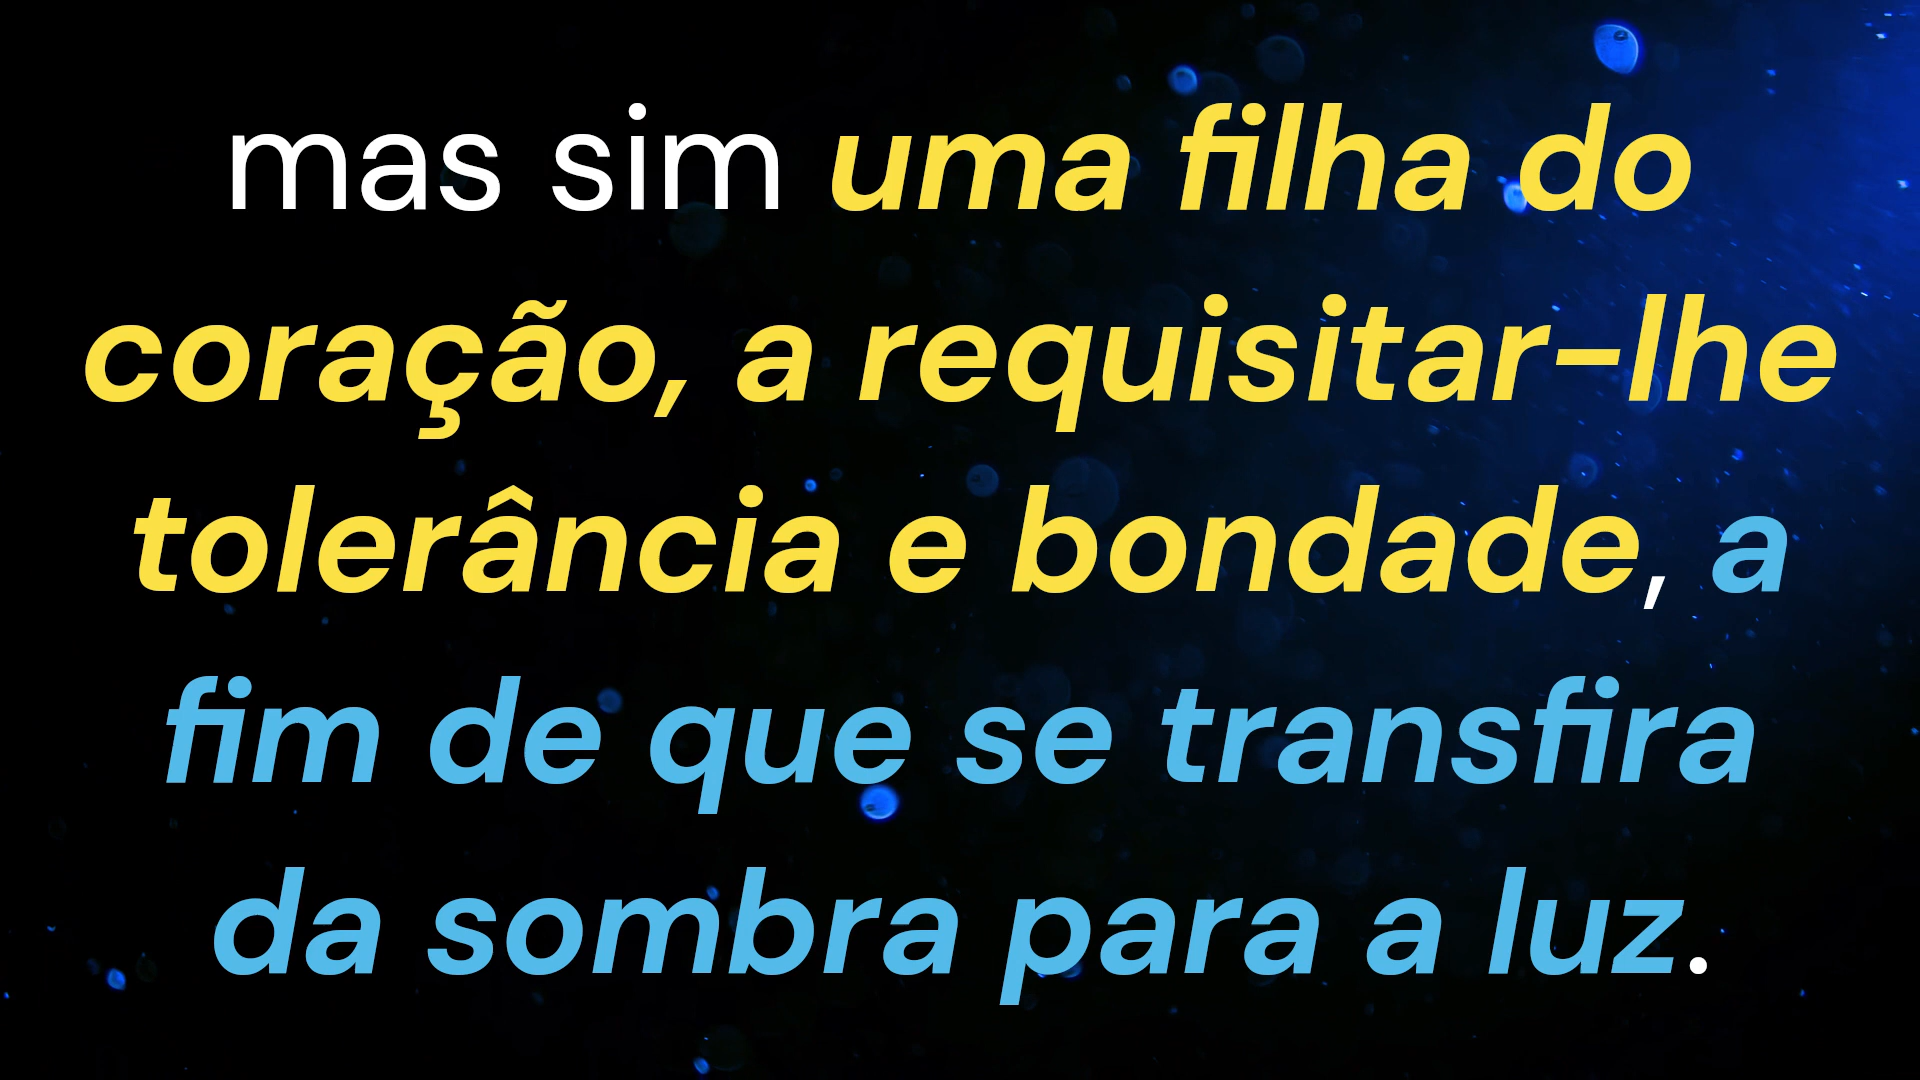 mas sim uma filha do
coração, a requisitar-lhe
tolerância e bondade, a
fim de que se transfira
da sombra para a luz.